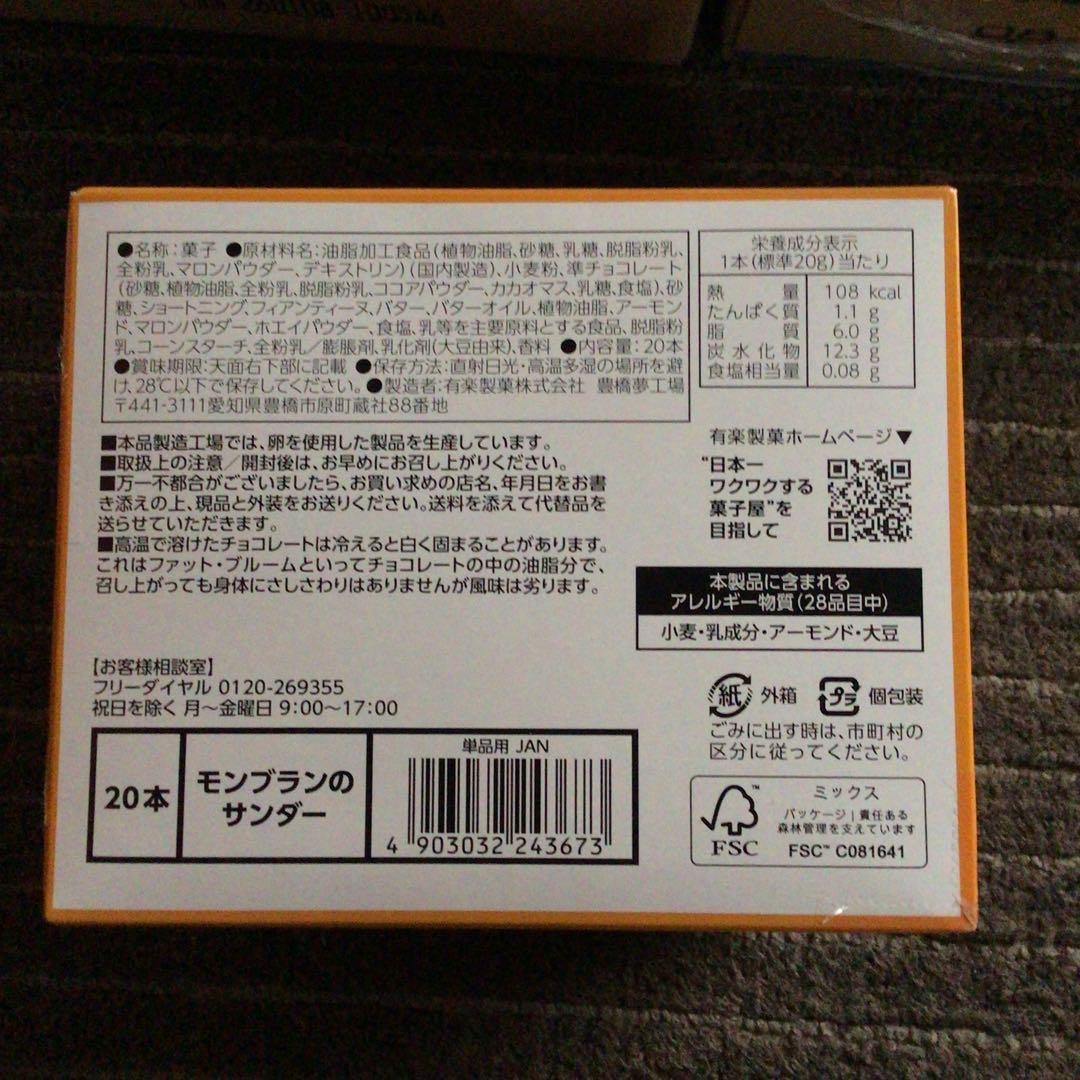 ●名称:菓子 ●原材料名:油脂加工食品(植物油脂、砂糖、乳糖、脱脂粉乳、
全粉乳、マロンパウダー、デキストリン)(国内製造)、小麦粉、準チョコレート
(砂糖、植物油脂、全粉乳、脱脂粉乳、ココアパウダー、カカオマス、乳糖、食塩)、砂
糖、ショートニング、フィアンティーヌ、バター、バターオイル、植物油脂、アーモン
ド、マロンパウダー、ホエイパウダー、食塩、乳等を主要原料とする食品、脱脂粉
乳、コーンスターチ、全粉乳/膨脹剤、乳化剤(大豆由来)、香料 ●内容量:20本
●賞味期限:天面右下部に記載 ●保存方法:直射日光・高温多湿の場所を避
け、28℃以下で保存してください。●製造者:有楽製菓株式会社 豊橋夢工場
〒441-3111愛知県豊橋市原町蔵社88番地
栄養成分表示
1本(標準20g)当たり
熱量 108 kcal
たんぱく質 1.1 g
脂質 6.0 g
炭水化物 12.3 g
食塩相当量 0.08 g
■本品製造工場では、卵を使用した製品を生産しています。
■取扱上の注意/開封後は、お早めにお召し上がりください。
■万一不都合がございましたら、お買い求めの店名、年月日をお書
き添えの上、現品と外装をお送りください。送料を添えて代替品を
送らせていただきます。
■高温で溶けたチョコレートは冷えると白く固まることがあります。
これはファット・ブルームといってチョコレートの中の油脂分で、
召し上がっても身体にさしさわりはありませんが風味は劣ります。
有楽製菓ホームページ▼
"日本一
ワクワクする
菓子屋"を
目指して
本製品に含まれる
アレルギー物質(28品目中)
小麦・乳成分・アーモンド・大豆
【お客様相談室】
フリーダイヤル 0120-269355
祝日を除く 月〜金曜日 9:00〜17:00
紙 外箱 プラ 個包装
ごみに出す時は、市町村の
区分に従ってください。
20本
モンブランの
サンダー
単品用 JAN
4 903032 243673
FSC
ミックス
パッケージ|責任ある
森林管理を支えています
FSC™ C081641